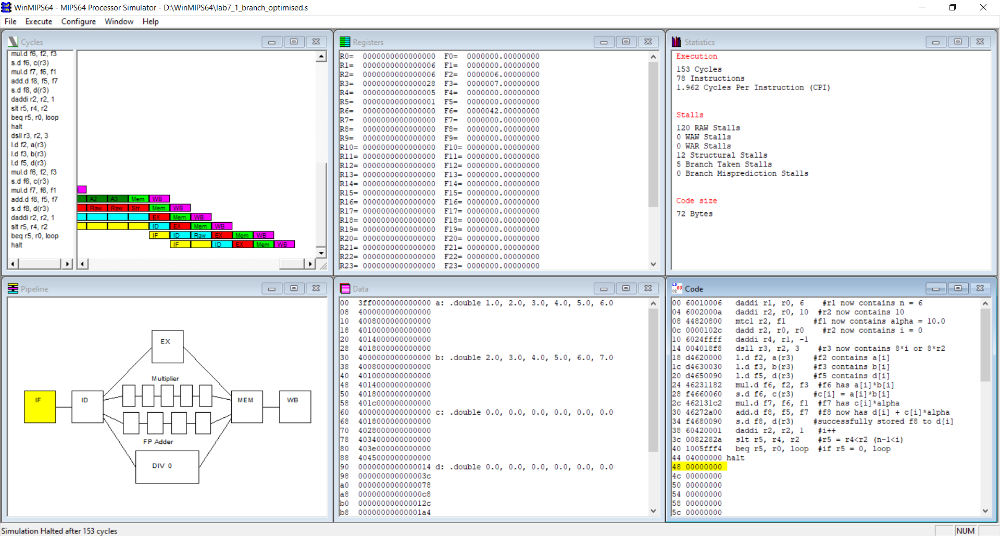 WinMIPS64 - MIPS64 Processor Simulator - D:\WinMIPS64\lab7_1_branch_optimised.s
File Execute Configure Window Help
Cycles
mul.d f6, f2, f3
s.d f6, c(r3)
mul.d f7, f6, f1
add.d f8, f5, f7
s.d f8, d(r3)
daddi r2, r2, 1
slt r5, r4, r2
beq r5, r0, loop
halt
dsll r3, r2, 3
l.d f2, a(r3)
l.d f3, b(r3)
l.d f5, d(r3)
mul.d f6, f2, f3
s.d f6, c(r3)
mul.d f7, f6, f1
add.d f8, f5, f7
s.d f8, d(r3)
daddi r2, r2, 1
slt r5, r4, r2
beq r5, r0, loop
halt
A2 A3 Mem WB
Raw Raw Str Mem WB
EX Mem WB
ID EX Mem WB
IF ID Raw EX Mem WB
IF ID EX Mem WB
Registers
R0= 0000000000000000 F0= 0000000.00000000
R1= 0000000000000006 F1= 0000000.00000000
R2= 0000000000000006 F2= 0000006.00000000
R3= 0000000000000028 F3= 0000007.00000000
R4= 0000000000000005 F4= 0000000.00000000
R5= 0000000000000001 F5= 0000000.00000000
R6= 0000000000000000 F6= 0000042.00000000
R7= 0000000000000000 F7= 0000000.00000000
R8= 0000000000000000 F8= 0000000.00000000
R9= 0000000000000000 F9= 0000000.00000000
R10= 0000000000000000 F10= 0000000.00000000
R11= 0000000000000000 F11= 0000000.00000000
R12= 0000000000000000 F12= 0000000.00000000
R13= 0000000000000000 F13= 0000000.00000000
R14= 0000000000000000 F14= 0000000.00000000
R15= 0000000000000000 F15= 0000000.00000000
R16= 0000000000000000 F16= 0000000.00000000
R17= 0000000000000000 F17= 0000000.00000000
R18= 0000000000000000 F18= 0000000.00000000
R19= 0000000000000000 F19= 0000000.00000000
R20= 0000000000000000 F20= 0000000.00000000
R21= 0000000000000000 F21= 0000000.00000000
R22= 0000000000000000 F22= 0000000.00000000
R23= 0000000000000000 F23= 0000000.00000000
Statistics
Execution
153 Cycles
78 Instructions
1.962 Cycles Per Instruction (CPI)
Stalls
120 RAW Stalls
0 WAW Stalls
0 WAR Stalls
12 Structural Stalls
5 Branch Taken Stalls
0 Branch Misprediction Stalls
Code size
72 Bytes
Pipeline
EX
Multiplier
IF ID MEM WB
FP Adder
DIV 0
Data
00 3ff0000000000000 a: .double 1.0, 2.0, 3.0, 4.0, 5.0, 6.0
08 4000000000000000
10 4008000000000000
18 4010000000000000
20 4014000000000000
28 4018000000000000
30 4000000000000000 b: .double 2.0, 3.0, 4.0, 5.0, 6.0, 7.0
38 4008000000000000
40 4010000000000000
48 4014000000000000
50 4018000000000000
58 401c000000000000
60 4000000000000000 c: .double 0.0, 0.0, 0.0, 0.0, 0.0, 0.0
68 4018000000000000
70 4028000000000000
78 4034000000000000
80 403e000000000000
88 4045000000000000
90 0000000000000014 d: .double 0.0, 0.0, 0.0, 0.0, 0.0, 0.0
98 000000000000003c
a0 0000000000000078
a8 00000000000000c8
b0 000000000000012c
b8 00000000000001a4
Code
00 60010006 daddi r1, r0, 6 #r1 now contains n = 6
04 6002000a daddi r2, r0, 10 #r2 now contains 10
08 44820800 mtc1 r2, f1 #f1 now contains alpha = 10.0
0c 0000102c dadd r2, r0, r0 #r2 now contains i = 0
10 6024ffff daddi r4, r1, -1
14 004018f8 dsll r3, r2, 3 #r3 now contains 8*i or 8*r2
18 d4620000 l.d f2, a(r3) #f2 contains a[i]
1c d4630030 l.d f3, b(r3) #f3 contains b[i]
20 d4650090 l.d f5, d(r3) #f5 contains d[i]
24 46231182 mul.d f6, f2, f3 #f6 has a[i]*b[i]
28 f4660060 s.d f6, c(r3) #c[i] = a[i]*b[i]
2c 462131c2 mul.d f7, f6, f1 #f7 has c[i]*alpha
30 46272a00 add.d f8, f5, f7 #f8 now has d[i] + c[i]*alpha
34 f4680090 s.d f8, d(r3) #successfully stored f8 to d[i]
38 60420001 daddi r2, r2, 1 #i++
3c 0082282a slt r5, r4, r2 #r5 = r4<r2 (n-1<i)
40 1005fff4 beq r5, r0, loop #if r5 = 0, loop
44 04000000 halt
48 00000000
4c 00000000
50 00000000
54 00000000
58 00000000
5c 00000000
Simulation Halted after 153 cycles
NUM